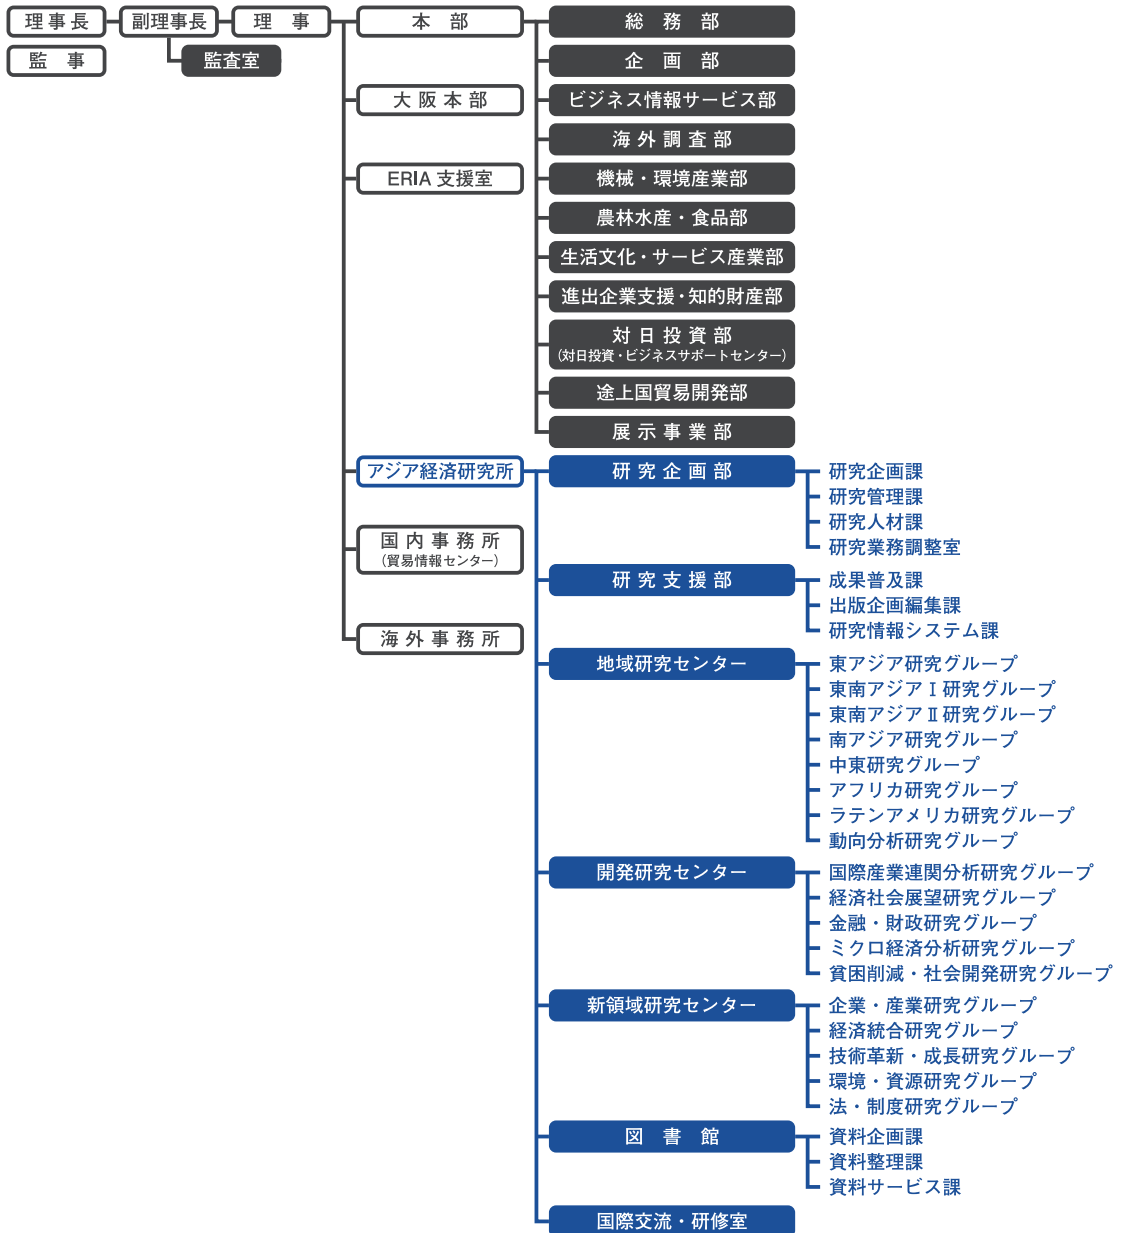 理事長
副理事長
理　事
本　部
総　務　部
監　事
監査室
企　画　部
大阪本部
ビジネス情報サービス部
海外調査部
ERIA 支援室
機械・環境産業部
農林水産・食品部
生活文化・サービス産業部
進出企業支援・知的財産部
対日投資部
（対日投資・ビジネスサポートセンター）
途上国貿易開発部
展示事業部
アジア経済研究所
研究企画部
研究企画課
研究管理課
研究人材課
研究業務調整室
国内事務所
（貿易情報センター）
研究支援部
成果普及課
出版企画編集課
研究情報システム課
海外事務所
地域研究センター
東アジア研究グループ
東南アジアⅠ研究グループ
東南アジアⅡ研究グループ
南アジア研究グループ
中東研究グループ
アフリカ研究グループ
ラテンアメリカ研究グループ
動向分析研究グループ
開発研究センター
国際産業連関分析研究グループ
経済社会展望研究グループ
金融・財政研究グループ
ミクロ経済分析研究グループ
貧困削減・社会開発研究グループ
新領域研究センター
企業・産業研究グループ
経済統合研究グループ
技術革新・成長研究グループ
環境・資源研究グループ
法・制度研究グループ
図　書　館
資料企画課
資料整理課
資料サービス課
国際交流・研修室